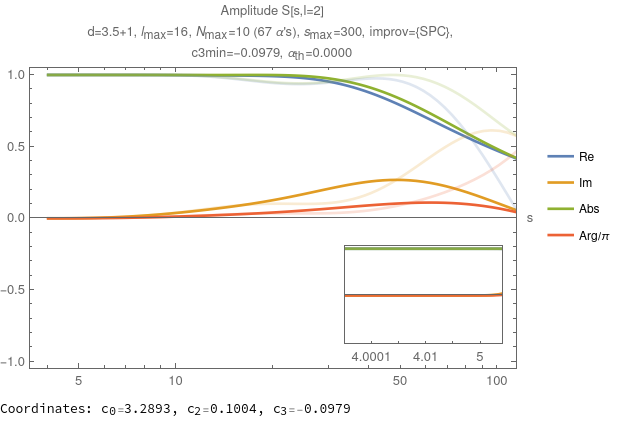 Amplitude S[s,l=2]
d=3.5+1, lmax=16, Nmax=10 (67 α's), smax=300, improv={SPC},
c3min=−0.0979, αth=0.0000
1.0
0.5
0.0
−0.5
−1.0
s
Re
Im
Abs
Arg/π
4.0001 4.01 5
5 10 50 100
Coordinates: c0=3.2893, c2=0.1004, c3=−0.0979